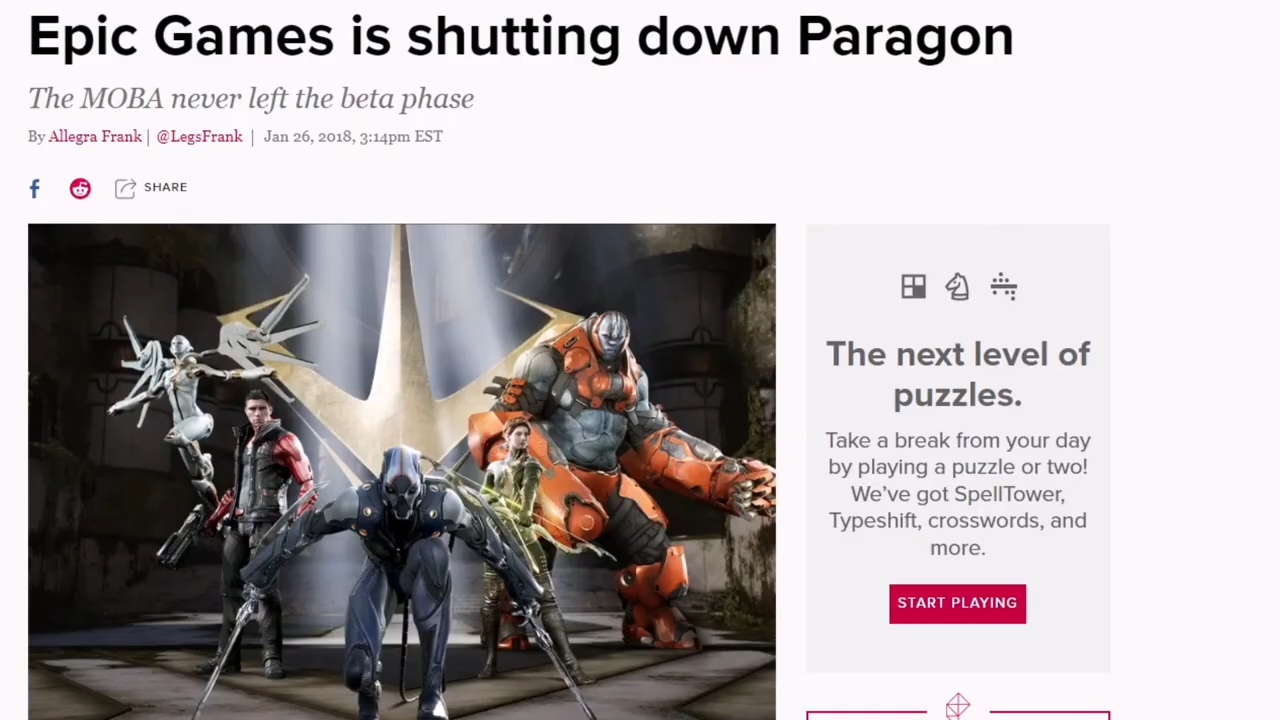 Epic Games is shutting down Paragon
The MOBA never left the beta phase
By Allegra Frank | @LegsFrank | Jan 26, 2018, 3:14pm EST
SHARE
The next level of
puzzles.
Take a break from your day
by playing a puzzle or two!
We’ve got SpellTower,
Typeshift, crosswords, and
more.
START PLAYING